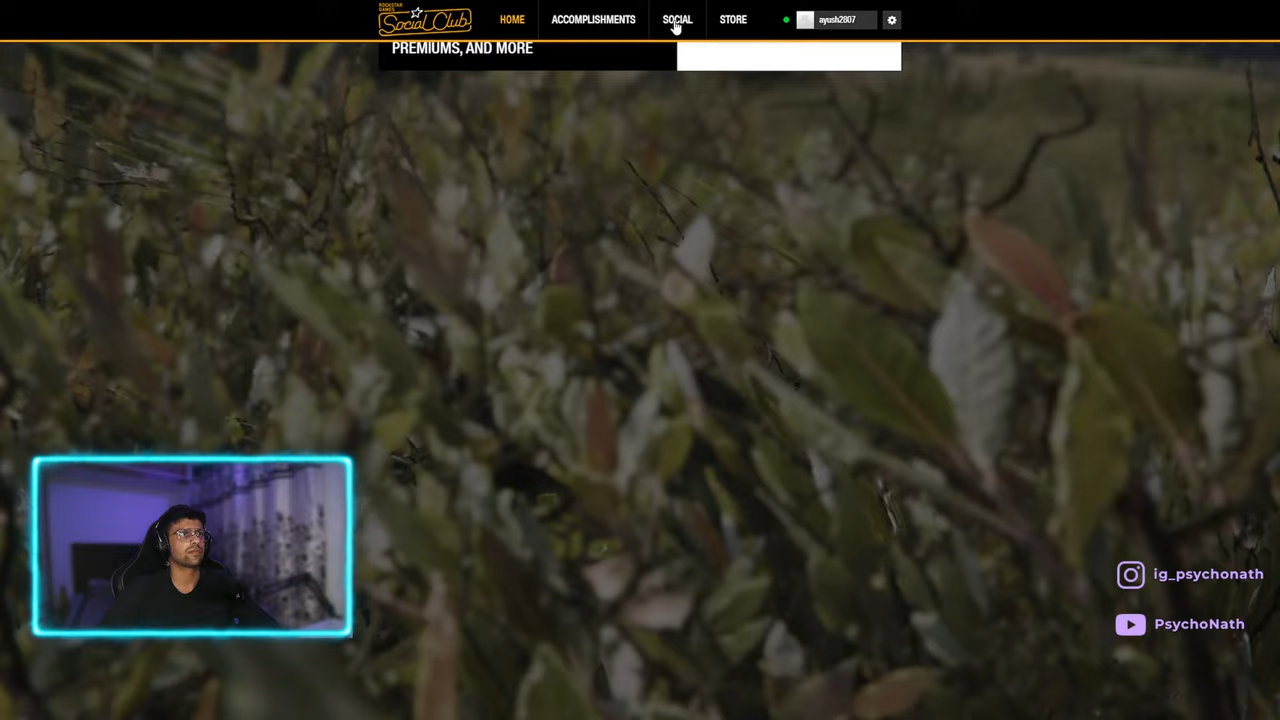 ROCKSTAR
GAMES
Social Club
HOME
ACCOMPLISHMENTS
SOCIAL
STORE
ayush2807
PREMIUMS, AND MORE
ig_psychonath
PsychoNath